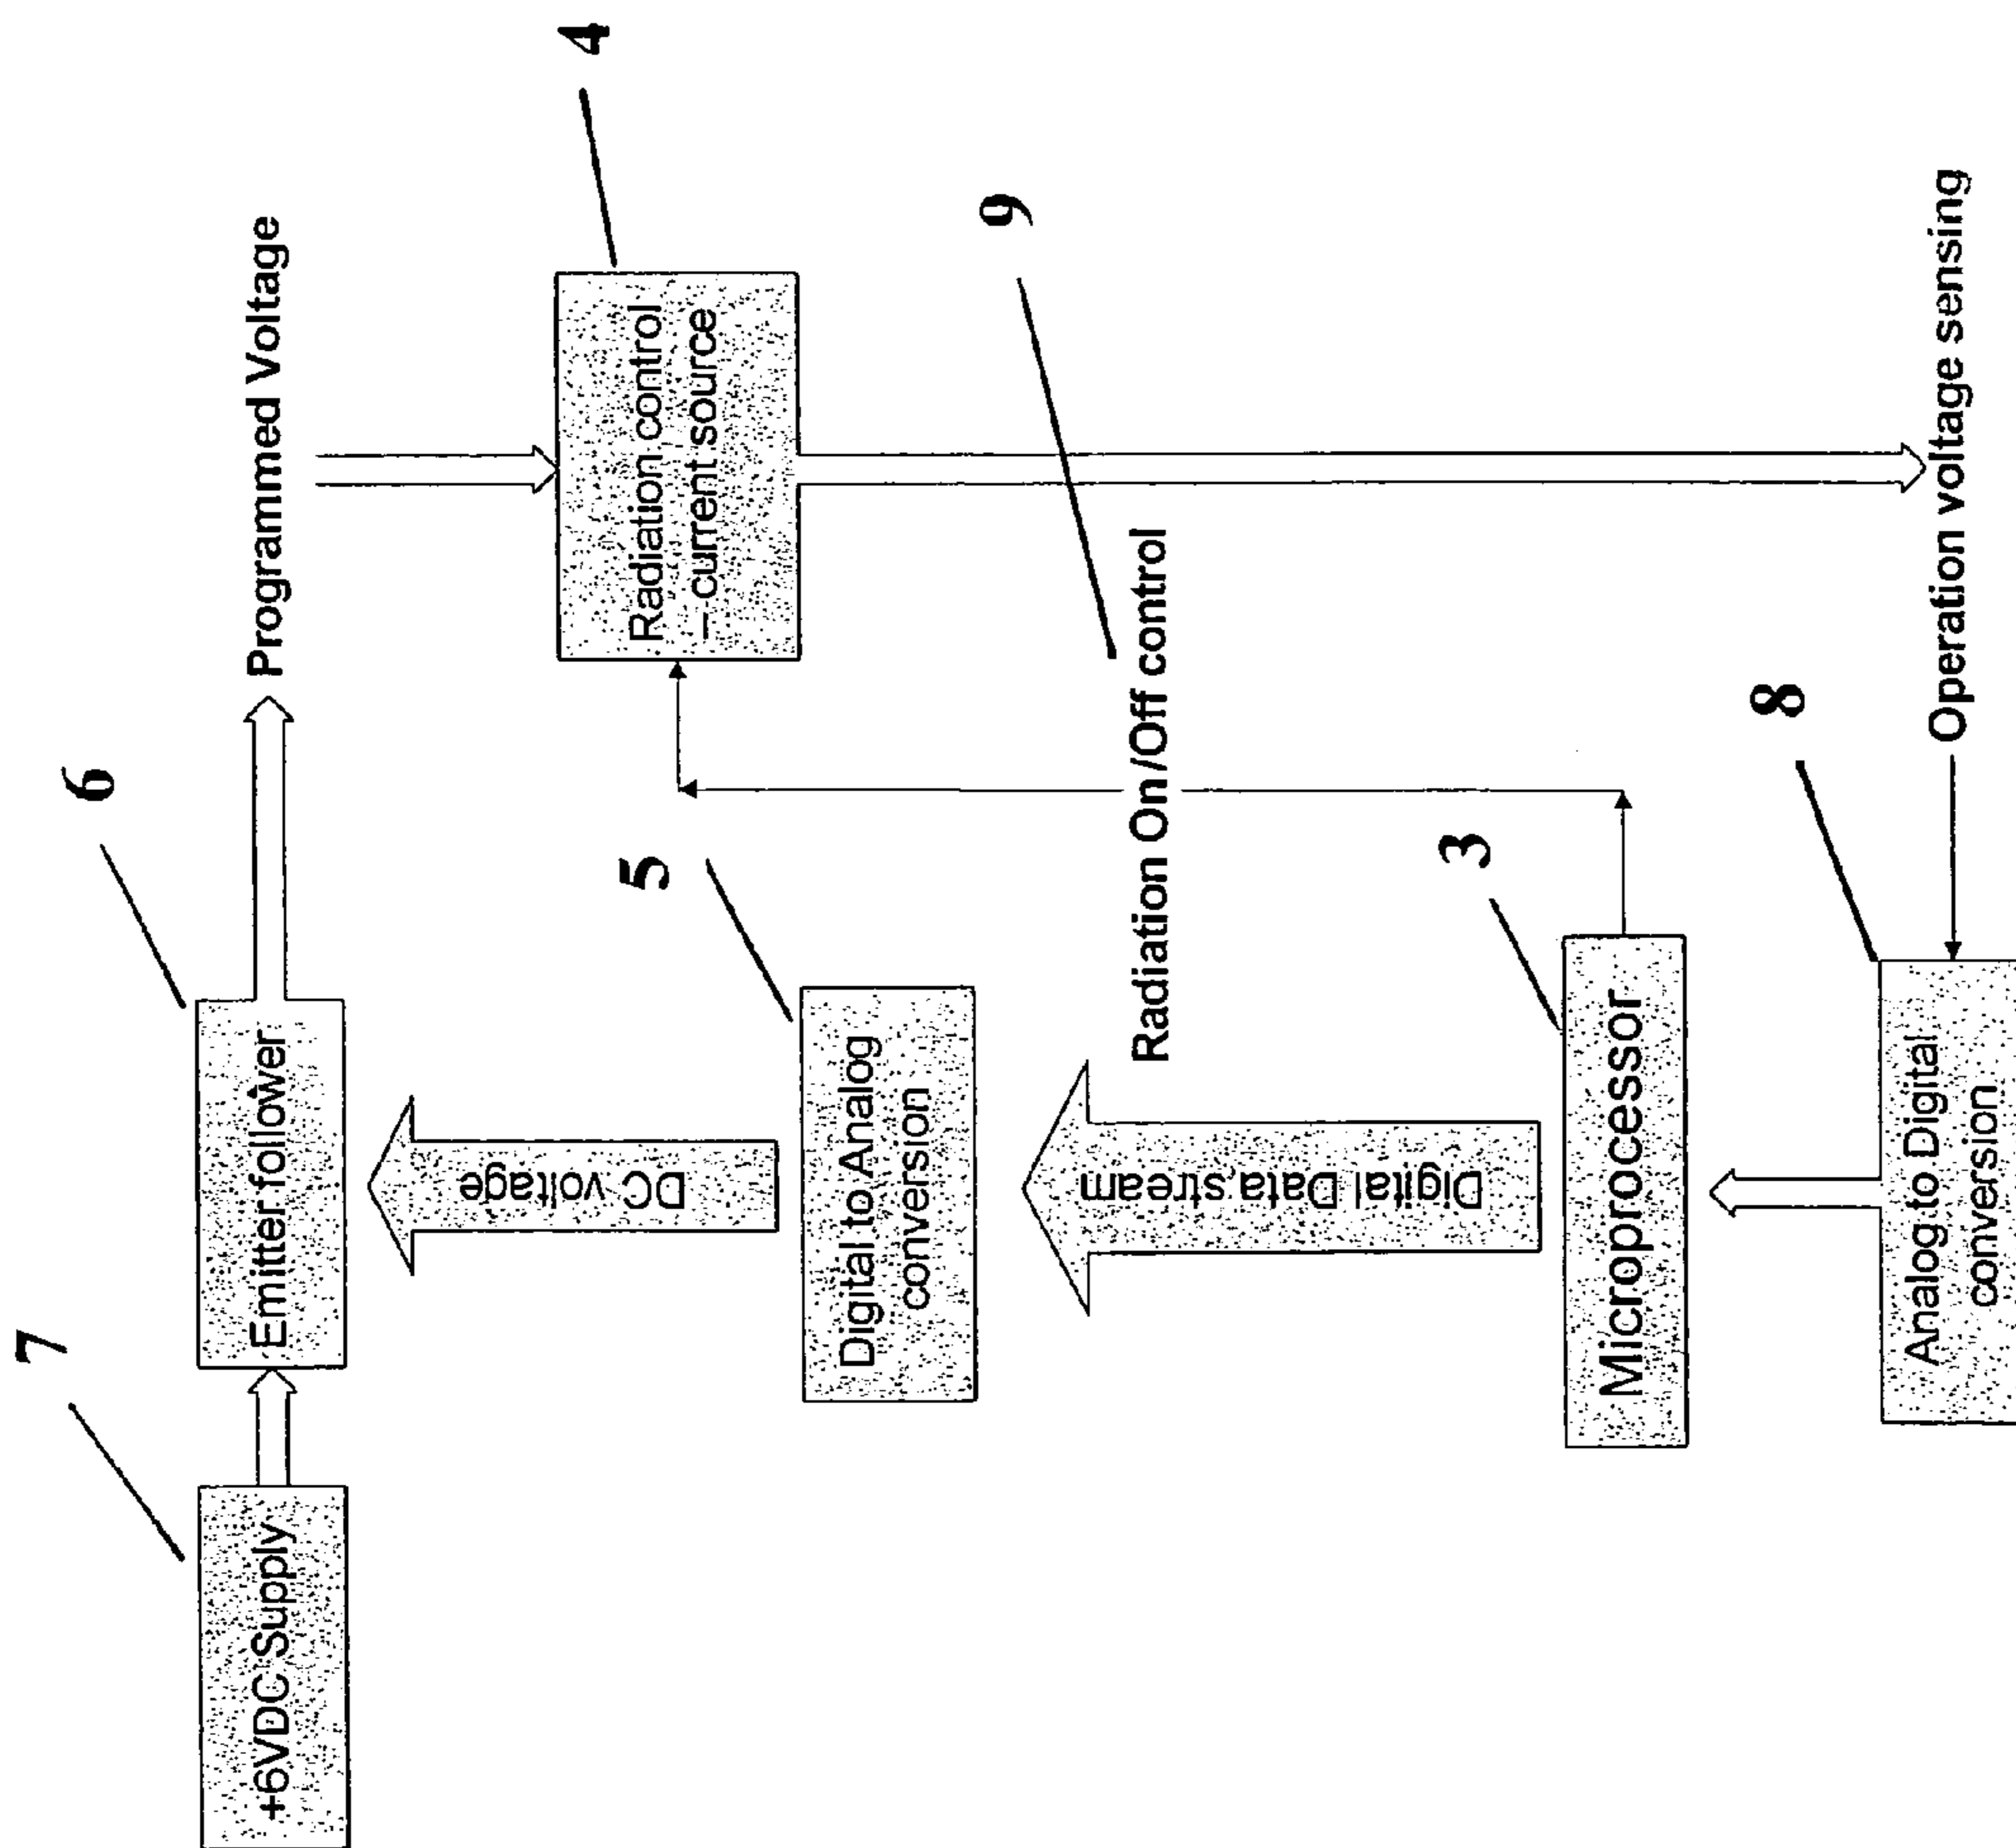 7
6
+6VDC Supply
Emitter follower
Programmed Voltage
DC voltage
4
5
Radiation control
– current source
Digital to Analog
conversion
9
Radiation On/Off control
Digital Data stream
3
Microprocessor
8
Analog to Digital
conversion
Operation voltage sensing